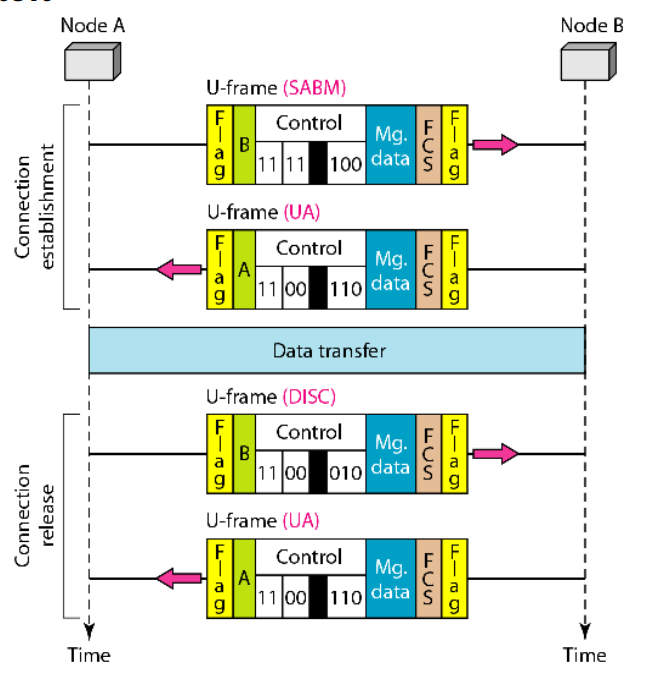 Node A
Node B
U-frame (SABM)
Flag
B
Control
11 11 100
Mg. data
FCS
Flag
Connection establishment
U-frame (UA)
Flag
A
Control
11 00 110
Mg. data
FCS
Flag
Data transfer
U-frame (DISC)
Flag
B
Control
11 00 010
Mg. data
FCS
Flag
Connection release
U-frame (UA)
Flag
A
Control
11 00 110
Mg. data
FCS
Flag
Time
Time